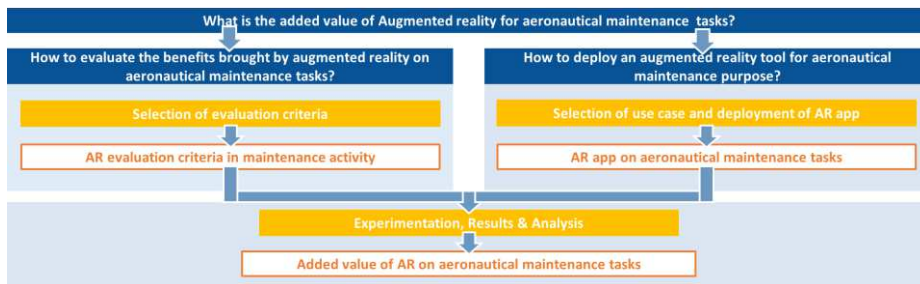 What is the added value of Augmented reality for aeronautical maintenance tasks?
How to evaluate the benefits brought by augmented reality on
aeronautical maintenance tasks?
Selection of evaluation criteria
AR evaluation criteria in maintenance activity
How to deploy an augmented reality tool for aeronautical
maintenance purpose?
Selection of use case and deployment of AR app
AR app on aeronautical maintenance tasks
Experimentation, Results & Analysis
Added value of AR on aeronautical maintenance tasks